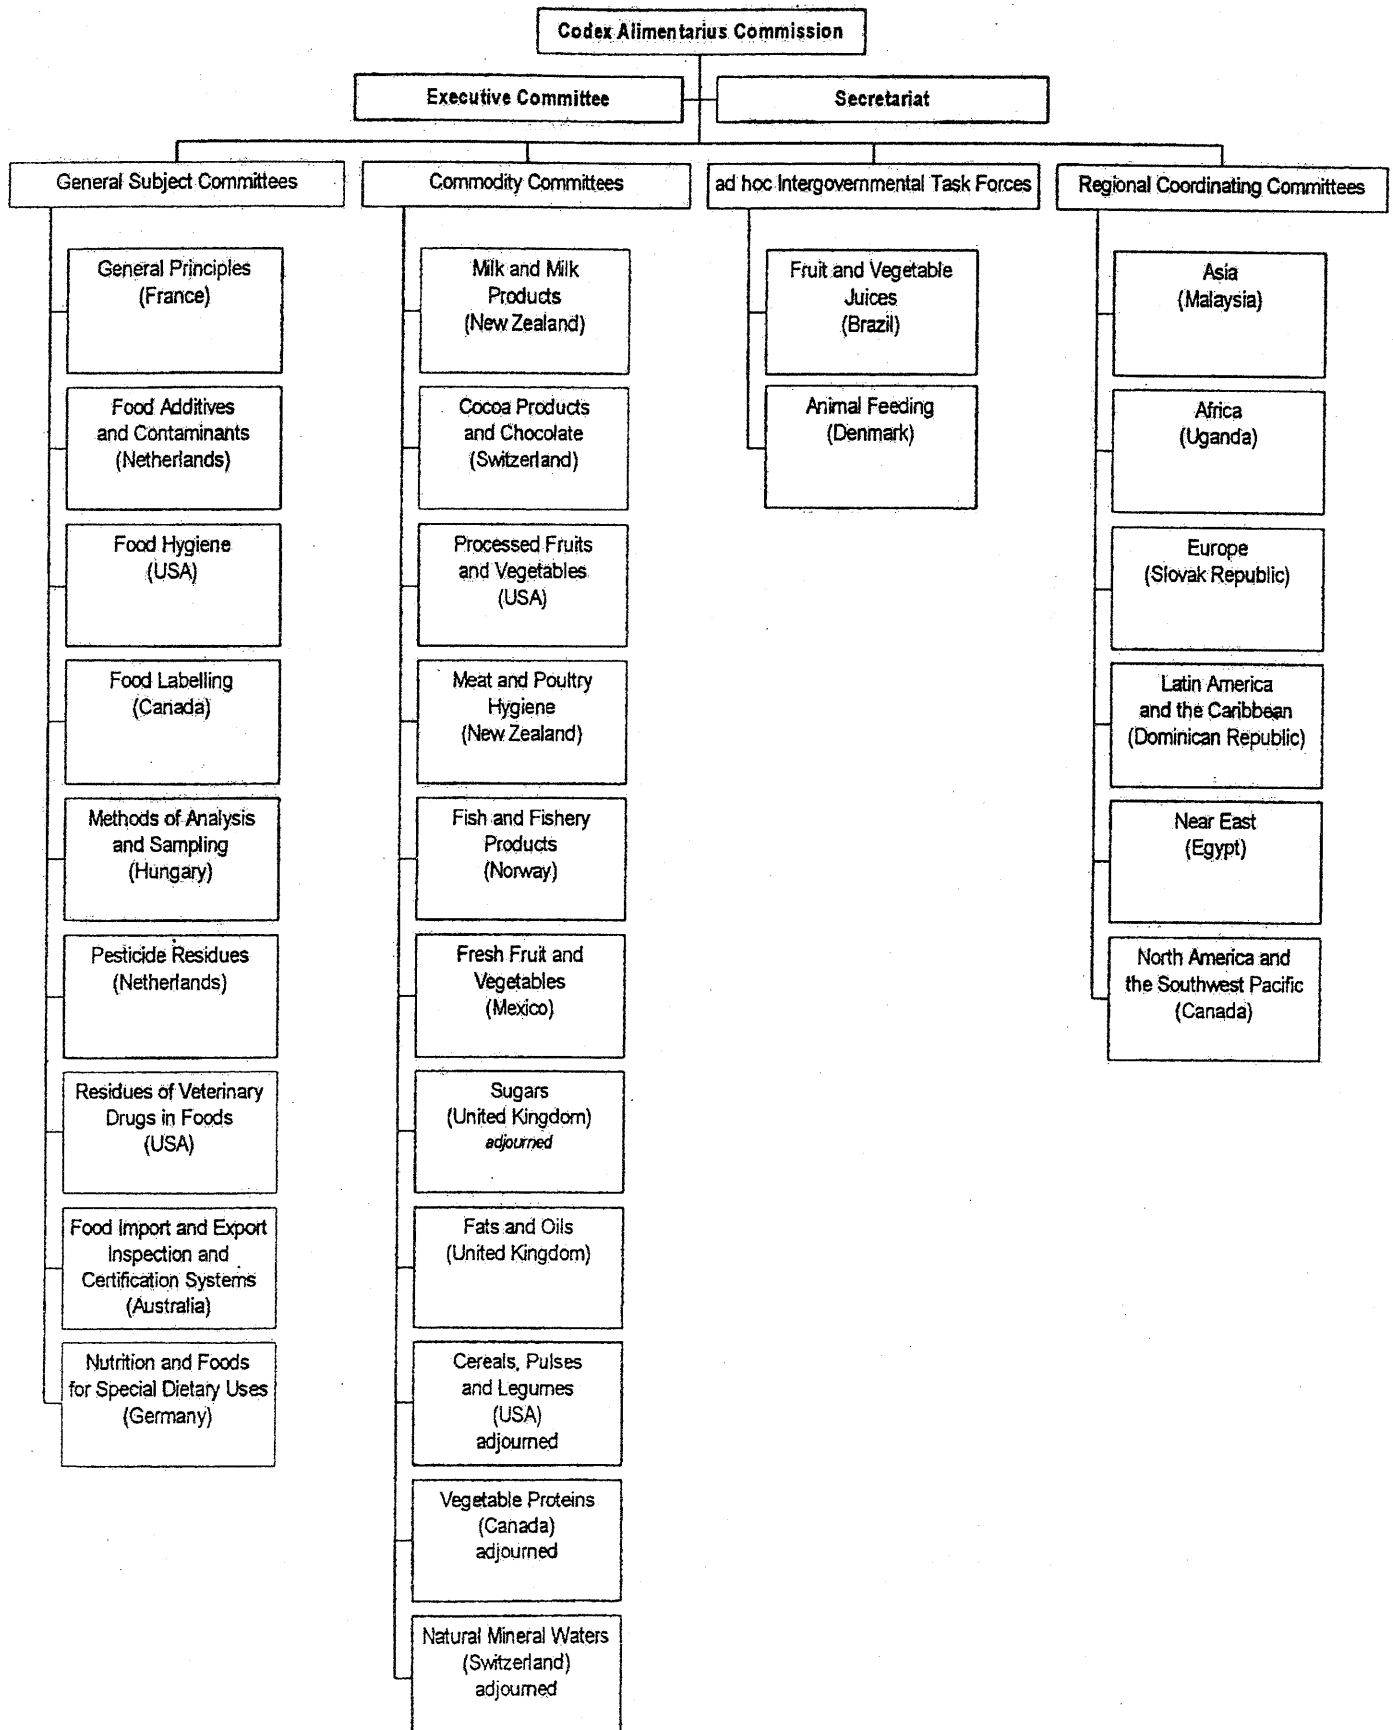 Codex Alimentarius Commission
Executive Committee
Secretariat
General Subject Committees
Commodity Committees
ad hoc Intergovernmental Task Forces
Regional Coordinating Committees
General Principles
(France)
Food Additives
and Contaminants
(Netherlands)
Food Hygiene
(USA)
Food Labelling
(Canada)
Methods of Analysis
and Sampling
(Hungary)
Pesticide Residues
(Netherlands)
Residues of Veterinary
Drugs in Foods
(USA)
Food Import and Export
Inspection and
Certification Systems
(Australia)
Nutrition and Foods
for Special Dietary Uses
(Germany)
Milk and Milk
Products
(New Zealand)
Cocoa Products
and Chocolate
(Switzerland)
Processed Fruits
and Vegetables
(USA)
Meat and Poultry
Hygiene
(New Zealand)
Fish and Fishery
Products
(Norway)
Fresh Fruit and
Vegetables
(Mexico)
Sugars
(United Kingdom)
adjourned
Fats and Oils
(United Kingdom)
Cereals, Pulses
and Legumes
(USA)
adjourned
Vegetable Proteins
(Canada)
adjourned
Natural Mineral Waters
(Switzerland)
adjourned
Fruit and Vegetable
Juices
(Brazil)
Animal Feeding
(Denmark)
Asia
(Malaysia)
Africa
(Uganda)
Europe
(Slovak Republic)
Latin America
and the Caribbean
(Dominican Republic)
Near East
(Egypt)
North America and
the Southwest Pacific
(Canada)